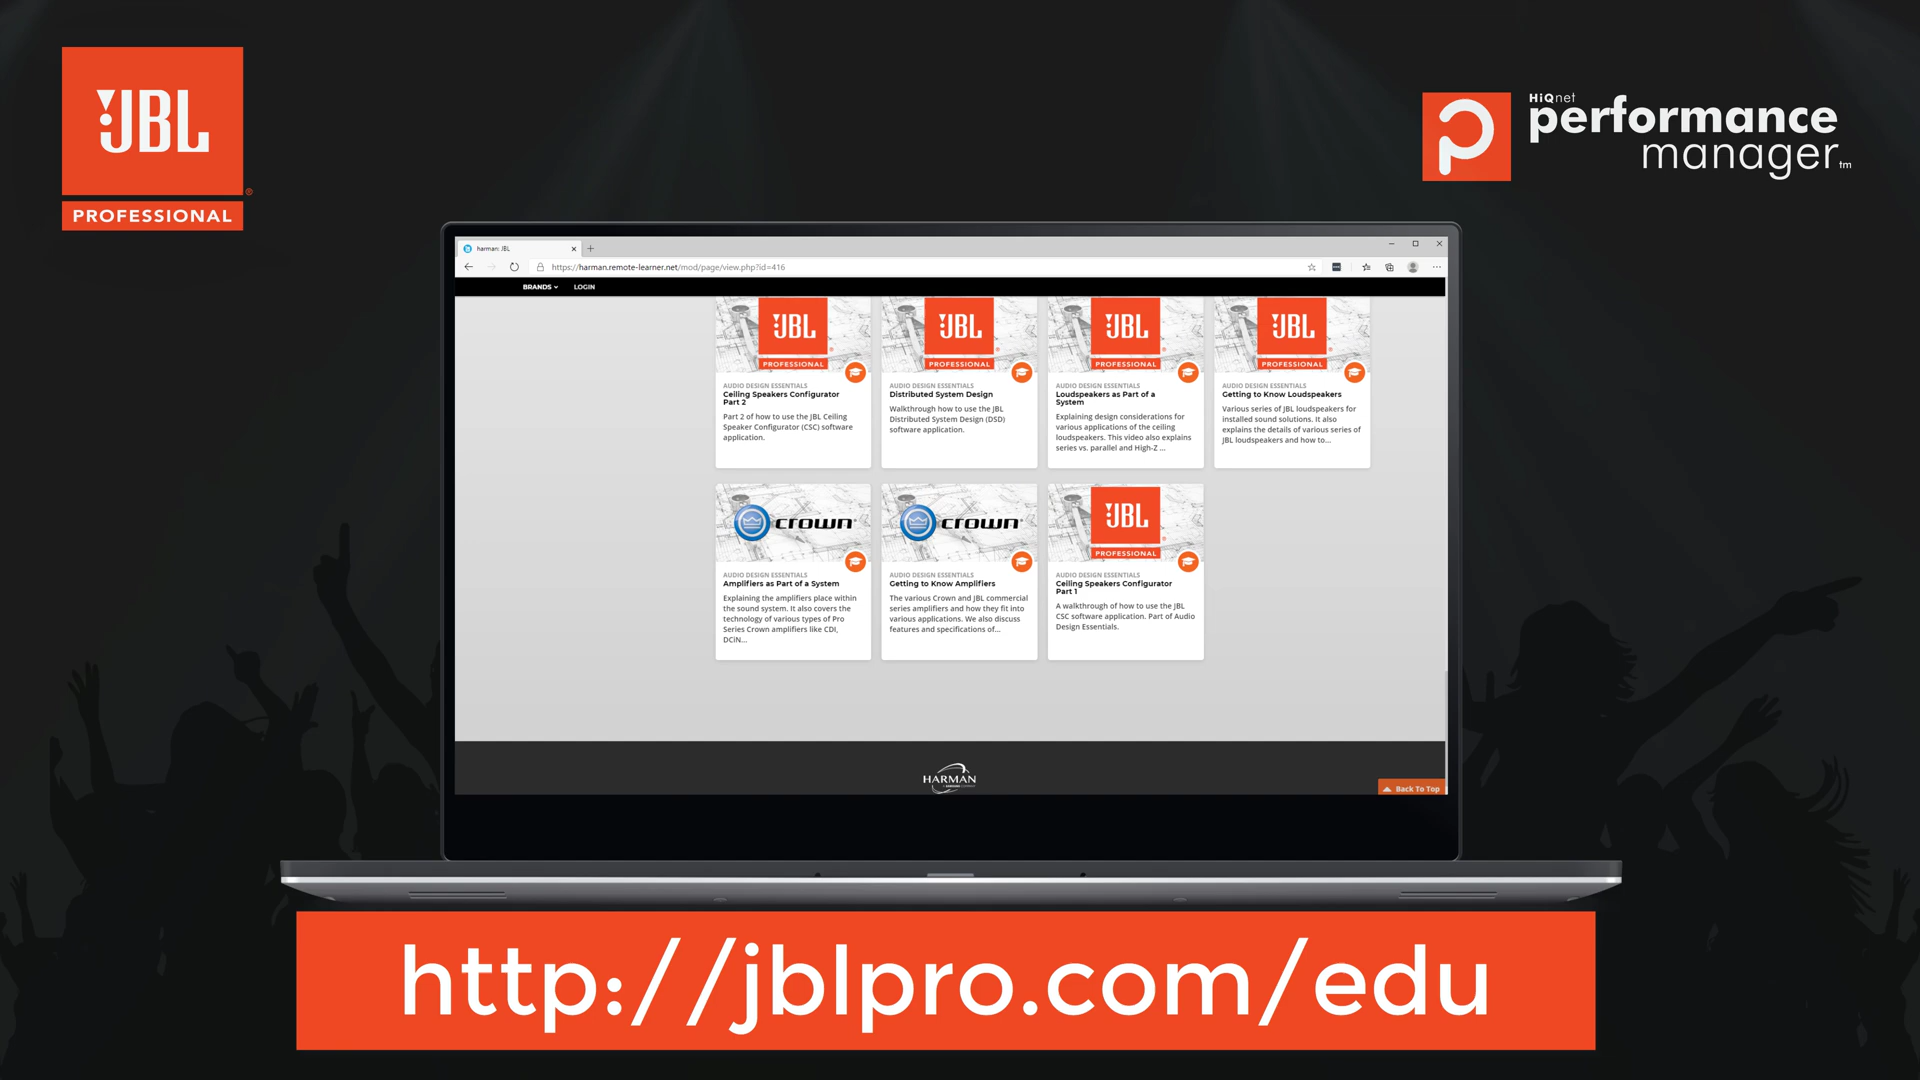 JBL
PROFESSIONAL
HiQnet
performance
manager tm
harman: JBL
https://harman.remote-learner.net/mod/page/view.php?id=416
BRANDS
LOGIN
JBL
PROFESSIONAL
AUDIO DESIGN ESSENTIALS
Ceiling Speakers Configurator
Part 2
Part 2 of how to use the JBL Ceiling
Speaker Configurator (CSC) software
application.
JBL
PROFESSIONAL
AUDIO DESIGN ESSENTIALS
Distributed System Design
Walkthrough how to use the JBL
Distributed System Design (DSD)
software application.
JBL
PROFESSIONAL
AUDIO DESIGN ESSENTIALS
Loudspeakers as Part of a
System
Explaining design considerations for
various applications of the ceiling
loudspeakers. This video also explains
series vs. parallel and High-Z ...
JBL
PROFESSIONAL
AUDIO DESIGN ESSENTIALS
Getting to Know Loudspeakers
Various series of JBL loudspeakers for
installed sound solutions. It also
explains the details of various series of
JBL loudspeakers and how to...
crown
AUDIO DESIGN ESSENTIALS
Amplifiers as Part of a System
Explaining the amplifiers place within
the sound system. It also covers the
technology of various types of Pro
Series Crown amplifiers like CDI,
DCiN...
crown
AUDIO DESIGN ESSENTIALS
Getting to Know Amplifiers
The various Crown and JBL commercial
series amplifiers and how they fit into
various applications. We also discuss
features and specifications of...
JBL
PROFESSIONAL
AUDIO DESIGN ESSENTIALS
Ceiling Speakers Configurator
Part 1
A walkthrough of how to use the JBL
CSC software application. Part of Audio
Design Essentials.
HARMAN
Back To Top
http://jblpro.com/edu